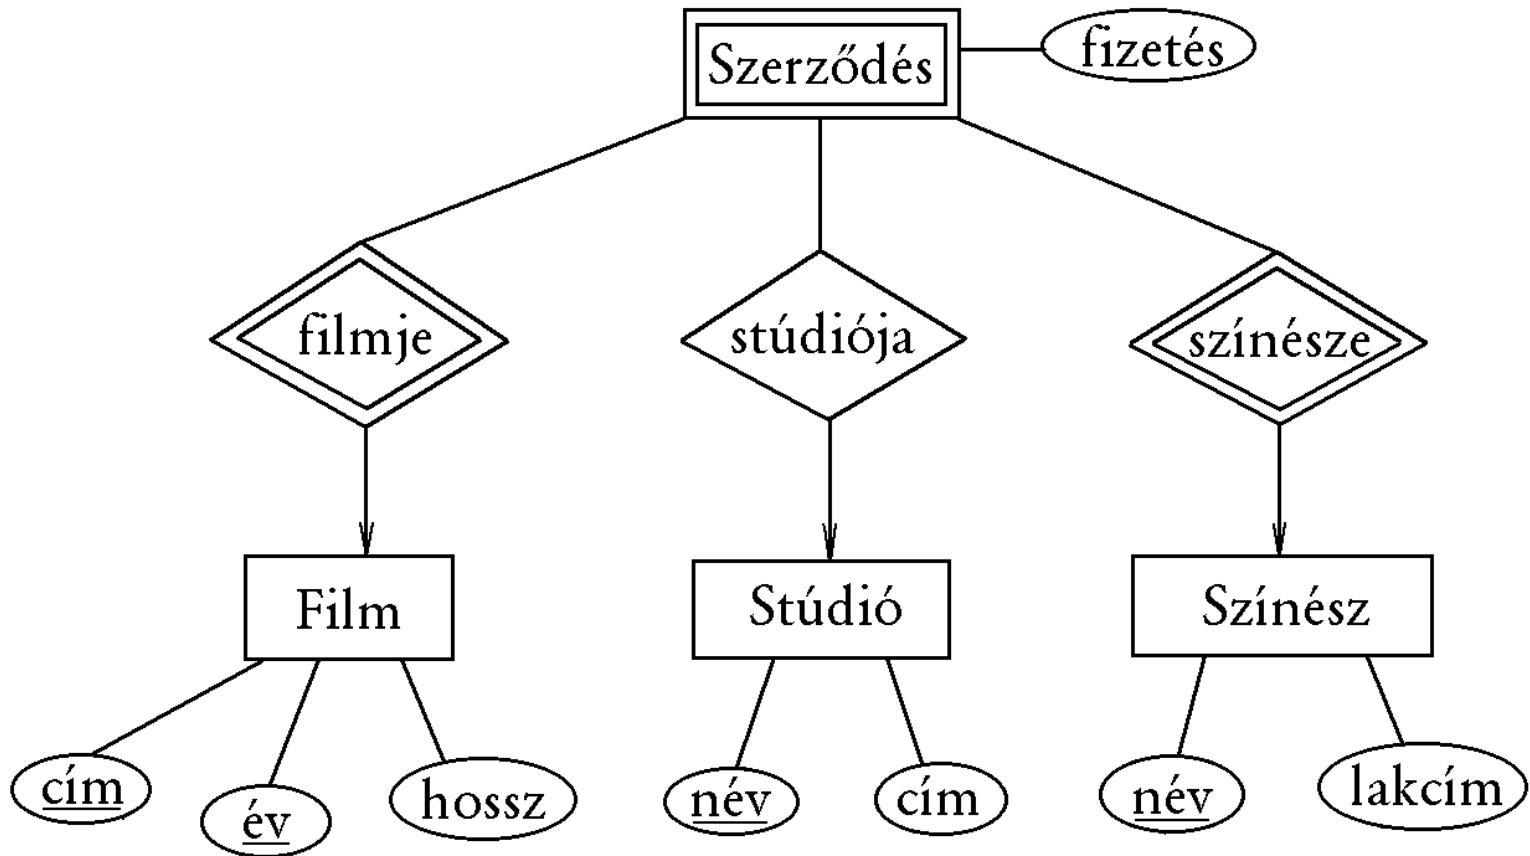 Szerződés
fizetés
filmje
stúdiója
színésze
Film
Stúdió
Színész
cím
év
hossz
név
cím
név
lakcím